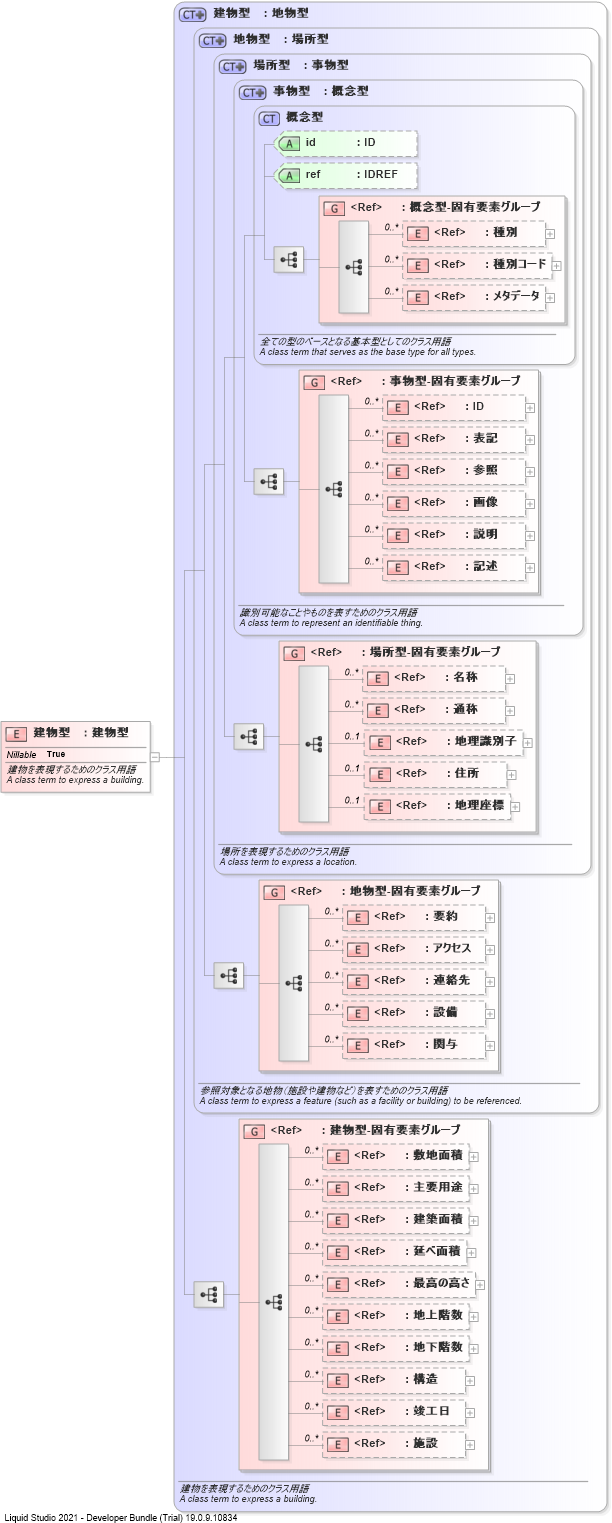 CT 建物型 : 地物型
CT 地物型 : 場所型
CT 場所型 : 事物型
CT 事物型 : 概念型
CT 概念型
A id : ID
A ref : IDREF
G <Ref> : 概念型-固有要素グループ
0..* E <Ref> : 種別
0..* E <Ref> : 種別コード
0..* E <Ref> : メタデータ
全ての型のベースとなる基本型としてのクラス用語
A class term that serves as the base type for all types.
G <Ref> : 事物型-固有要素グループ
0..* E <Ref> : ID
0..* E <Ref> : 表記
0..* E <Ref> : 参照
0..* E <Ref> : 画像
0..* E <Ref> : 説明
0..* E <Ref> : 記述
識別可能なことやものを表すためのクラス用語
A class term to represent an identifiable thing.
G <Ref> : 場所型-固有要素グループ
0..* E <Ref> : 名称
0..* E <Ref> : 通称
0..1 E <Ref> : 地理識別子
0..1 E <Ref> : 住所
0..1 E <Ref> : 地理座標
場所を表現するためのクラス用語
A class term to express a location.
E 建物型 : 建物型
Nillable True
建物を表現するためのクラス用語
A class term to express a building.
G <Ref> : 地物型-固有要素グループ
0..* E <Ref> : 要約
0..* E <Ref> : アクセス
0..* E <Ref> : 連絡先
0..* E <Ref> : 設備
0..* E <Ref> : 関与
参照対象となる地物（施設や建物など）を表すためのクラス用語
A class term to express a feature (such as a facility or building) to be referenced.
G <Ref> : 建物型-固有要素グループ
0..* E <Ref> : 敷地面積
0..* E <Ref> : 主要用途
0..* E <Ref> : 建築面積
0..* E <Ref> : 延べ面積
0..* E <Ref> : 最高の高さ
0..* E <Ref> : 地上階数
0..* E <Ref> : 地下階数
0..* E <Ref> : 構造
0..* E <Ref> : 竣工日
0..* E <Ref> : 施設
建物を表現するためのクラス用語
A class term to express a building.
Liquid Studio 2021 - Developer Bundle (Trial) 19.0.9.10834